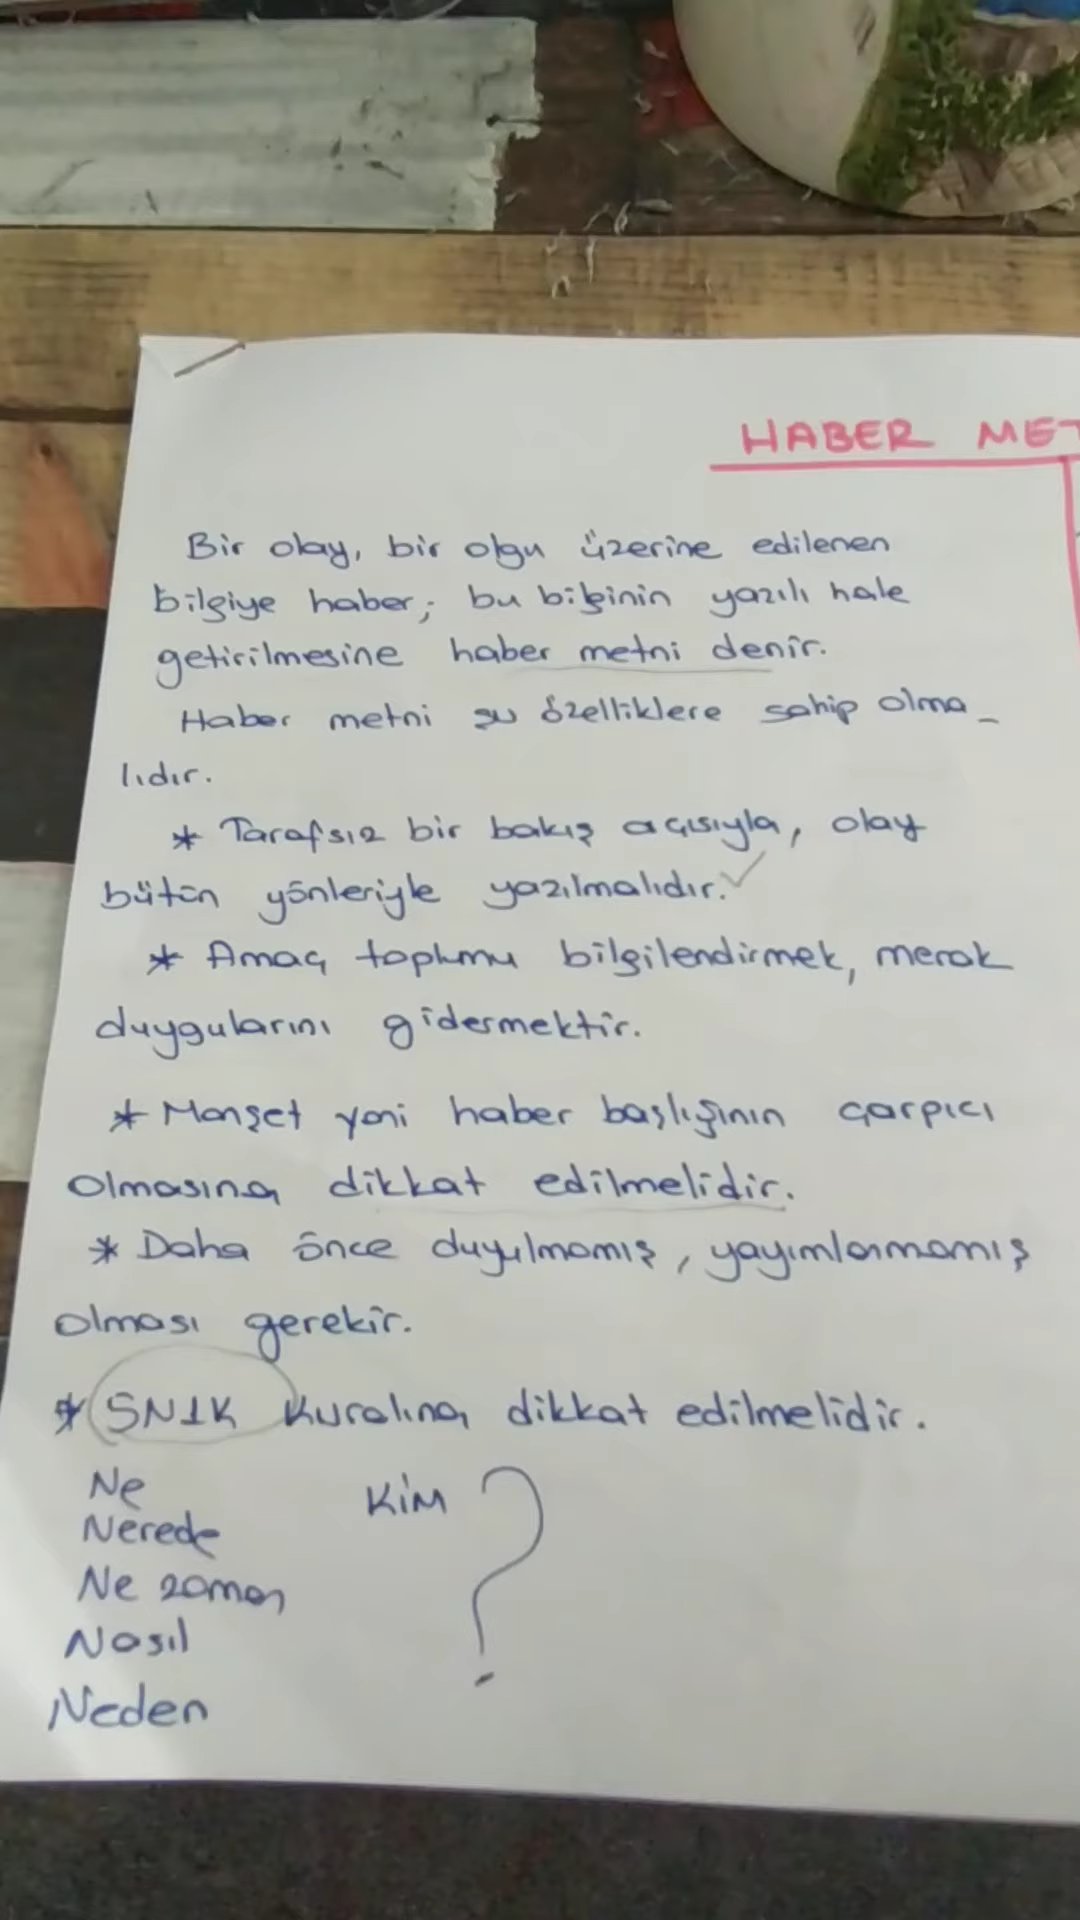 HABER MET
Bir olay, bir olgu üzerine edilenen
bilgiye haber; bu bilginin yazılı hale
getirilmesine haber metni denir.
Haber metni şu özelliklere sahip olma_
lıdır.
* Tarafsız bir bakış açısıyla, olay
bütün yönleriyle yazılmalıdır. ✓
* Amaç toplumu bilgilendirmek, merak
duygularını gidermektir.
* Manşet yani haber başlığının çarpıcı
olmasına dikkat edilmelidir.
* Daha önce duyulmamış, yayımlanmamış
olması gerekir.
* 5N1K kuralına dikkat edilmelidir.
Ne
Nerede
Ne zaman
Nasıl
Neden
KİM ?